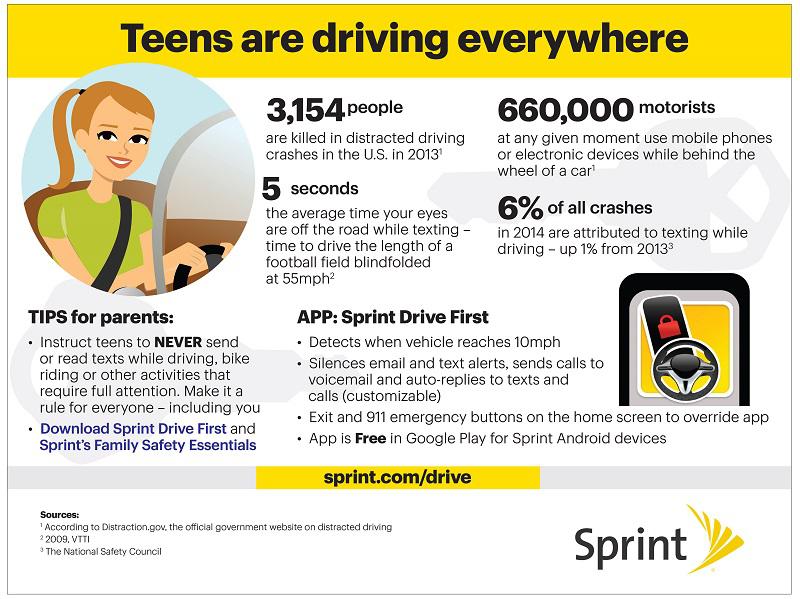 Teens are driving everywhere
3,154 people
are killed in distracted driving
crashes in the U.S. in 2013¹
5 seconds
the average time your eyes
are off the road while texting –
time to drive the length of a
football field blindfolded
at 55mph²
660,000 motorists
at any given moment use mobile phones
or electronic devices while behind the
wheel of a car¹
6% of all crashes
in 2014 are attributed to texting while
driving – up 1% from 2013³
TIPS for parents:
• Instruct teens to NEVER send
or read texts while driving, bike
riding or other activities that
require full attention. Make it a
rule for everyone – including you
• Download Sprint Drive First and
Sprint's Family Safety Essentials
APP: Sprint Drive First
• Detects when vehicle reaches 10mph
• Silences email and text alerts, sends calls to
voicemail and auto-replies to texts and
calls (customizable)
• Exit and 911 emergency buttons on the home screen to override app
• App is Free in Google Play for Sprint Android devices
sprint.com/drive
Sources:
¹ According to Distraction.gov, the official government website on distracted driving
² 2009, VTTI
³ The National Safety Council
Sprint